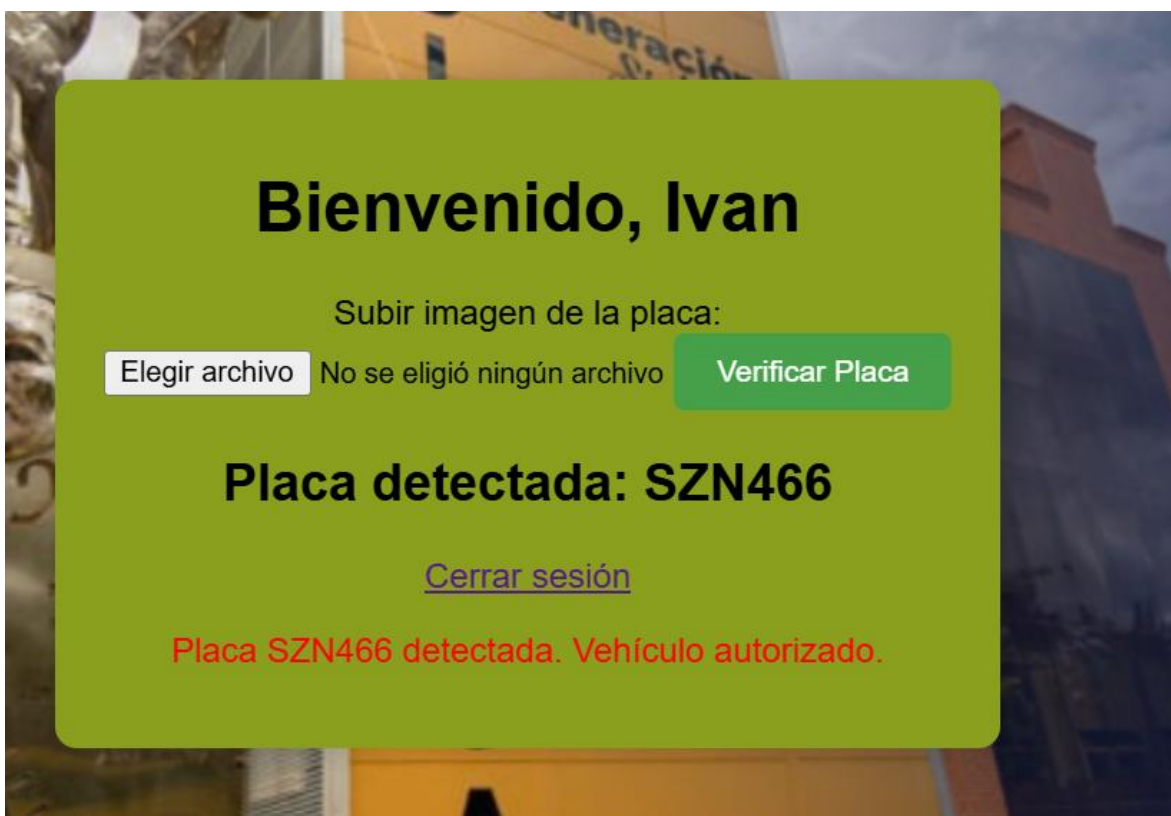 neración
Bienvenido, Ivan
Subir imagen de la placa:
Elegir archivo No se eligió ningún archivo Verificar Placa
Placa detectada: SZN466
Cerrar sesión
Placa SZN466 detectada. Vehículo autorizado.